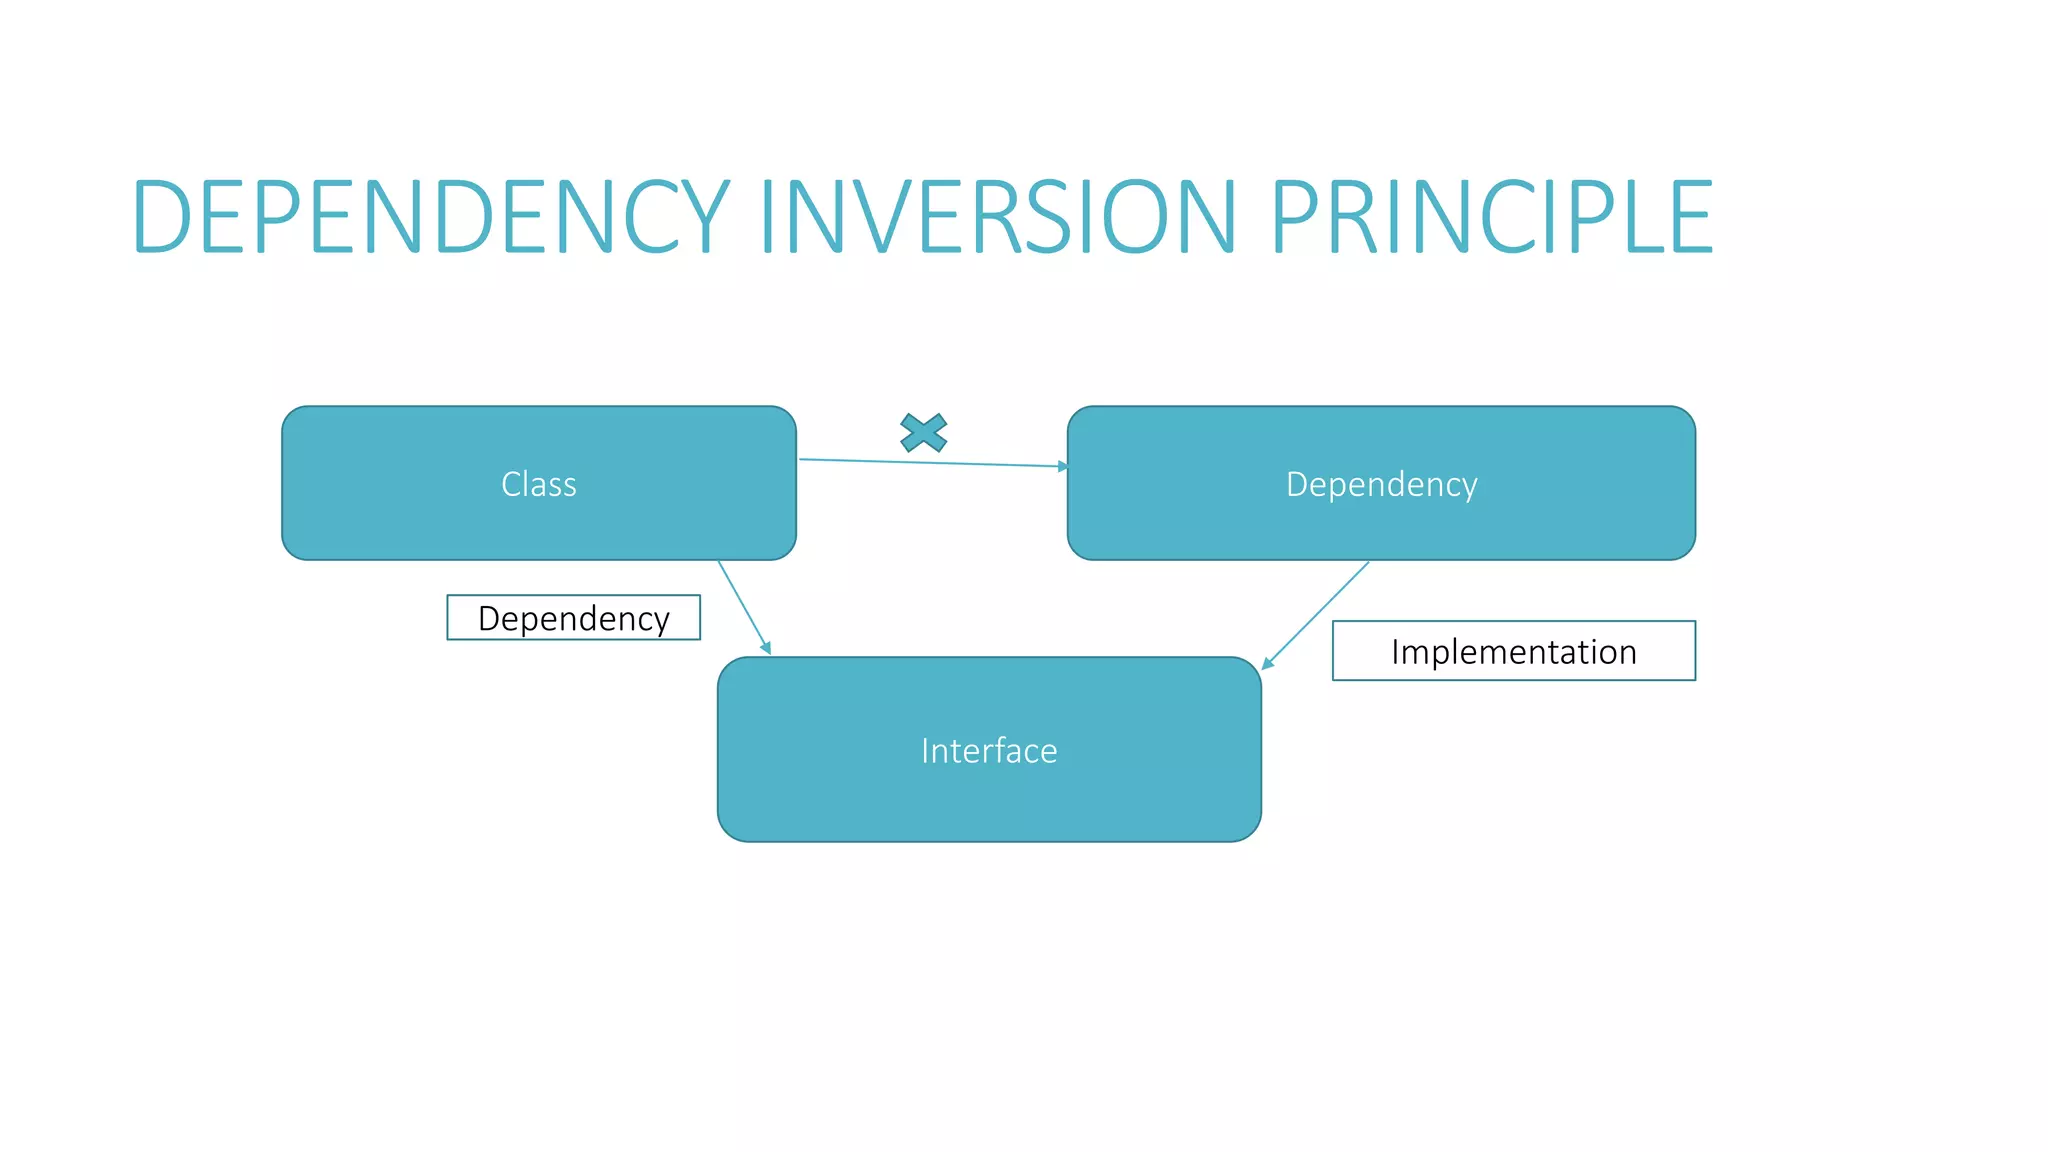 DEPENDENCY INVERSION PRINCIPLE
Class
Dependency
Dependency
Implementation
Interface